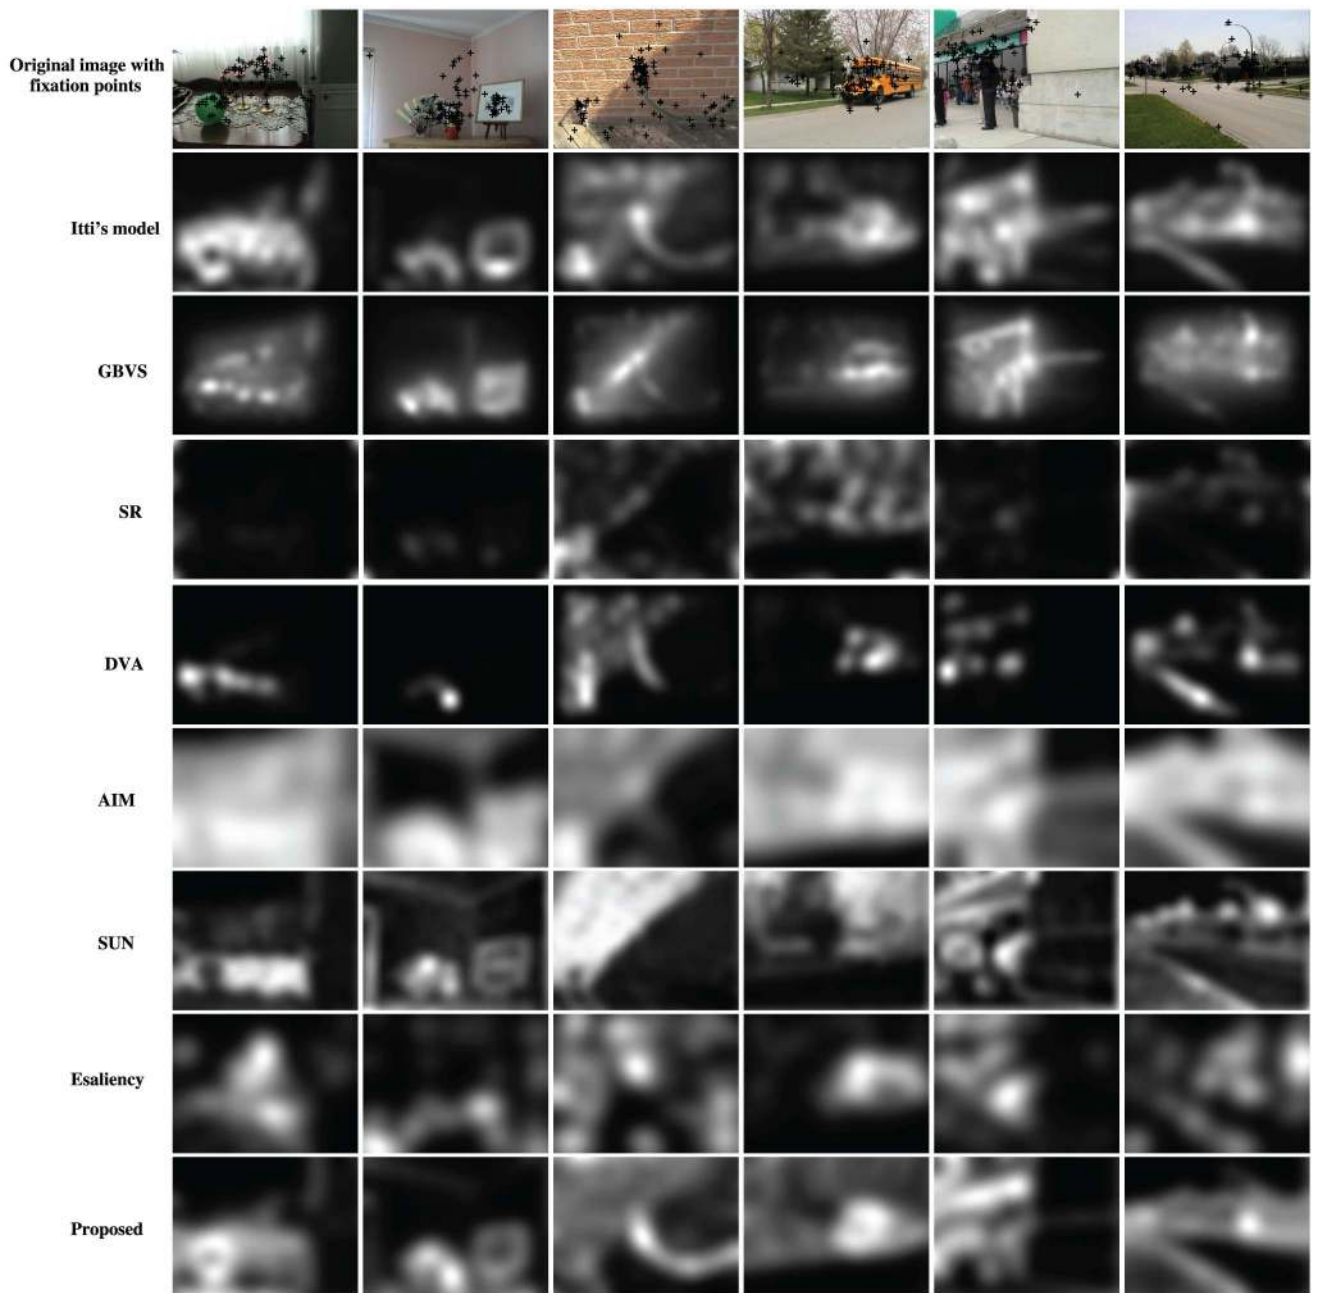 Original image with
fixation points
Itti's model
GBVS
SR
DVA
AIM
SUN
Esaliency
Proposed